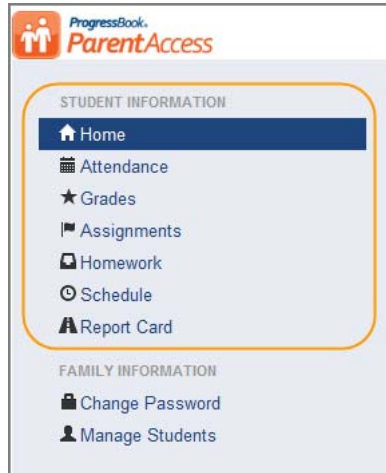 ProgressBook.
ParentAccess
STUDENT INFORMATION
Home
Attendance
Grades
Assignments
Homework
Schedule
Report Card
FAMILY INFORMATION
Change Password
Manage Students